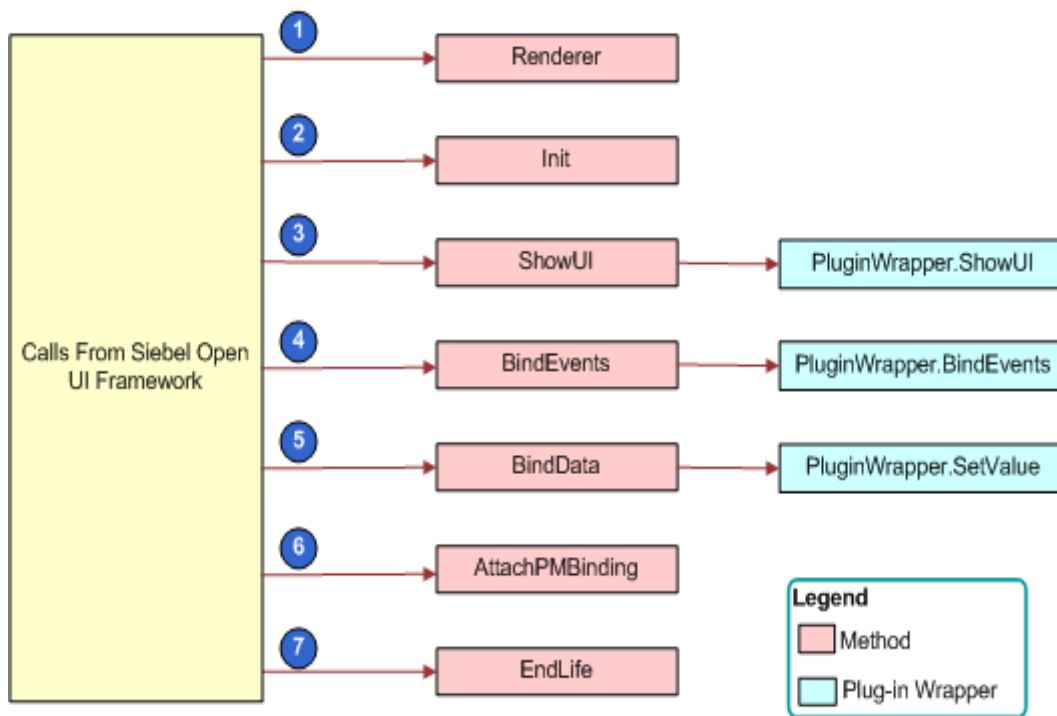 1
Renderer
2
Init
3
ShowUI
PluginWrapper.ShowUI
Calls From Siebel Open
UI Framework
4
BindEvents
PluginWrapper.BindEvents
5
BindData
PluginWrapper.SetValue
6
AttachPMBinding
7
EndLife
Legend
Method
Plug-in Wrapper